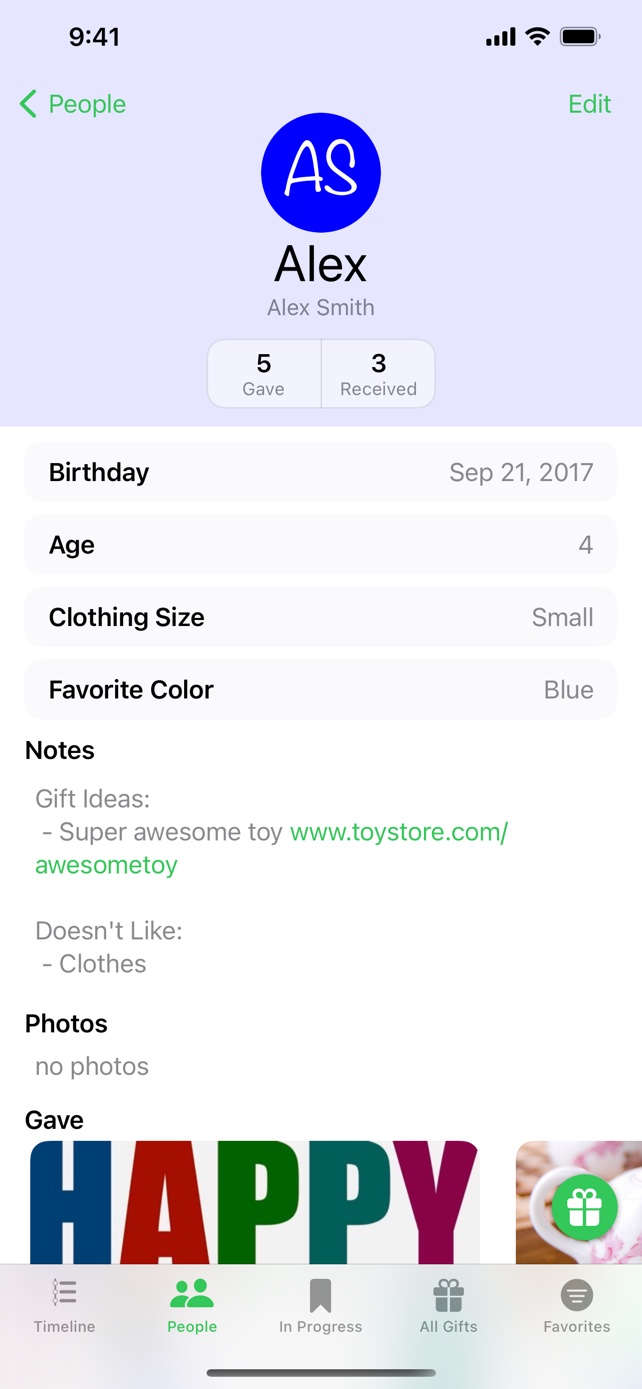 9:41
People
Edit
AS
Alex
Alex Smith
5
3
Gave
Received
Birthday
Sep 21, 2017
Age
4
Clothing Size
Small
Favorite Color
Blue
Notes
Gift Ideas:
- Super awesome toy www.toystore.com/
awesometoy
Doesn't Like:
- Clothes
Photos
no photos
Gave
HAPPY
Timeline
People
In Progress
All Gifts
Favorites